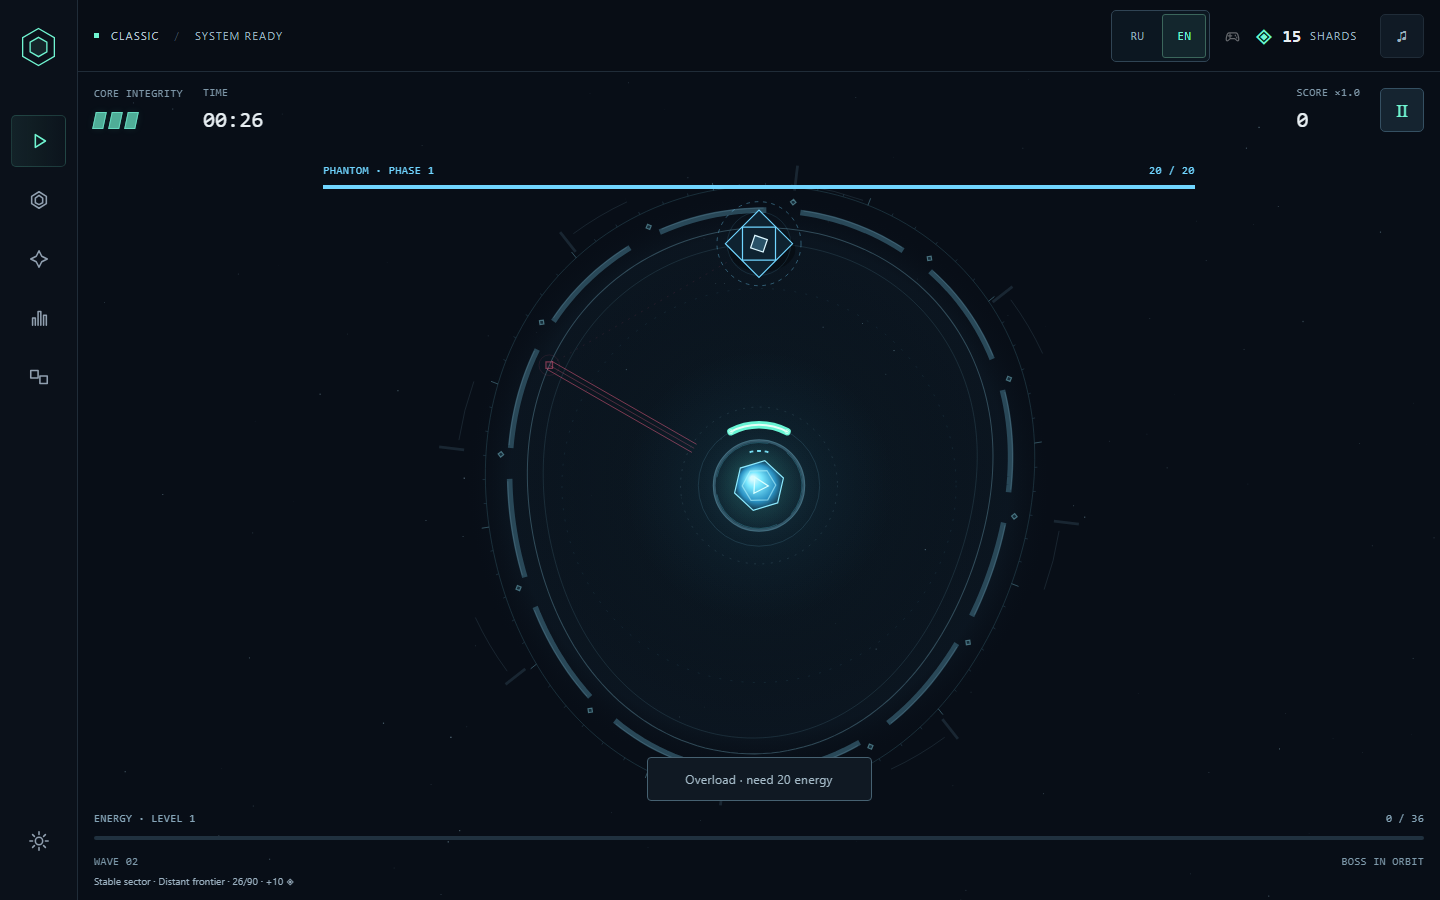 CLASSIC / SYSTEM READY
RU EN 15 SHARDS
CORE INTEGRITY
TIME
00:26
SCORE ×1.0
0
PHANTOM · PHASE 1
20 / 20
Overload · need 20 energy
ENERGY · LEVEL 1
0 / 36
WAVE 02
BOSS IN ORBIT
Stable sector · Distant frontier · 26/90 · +10 ◈